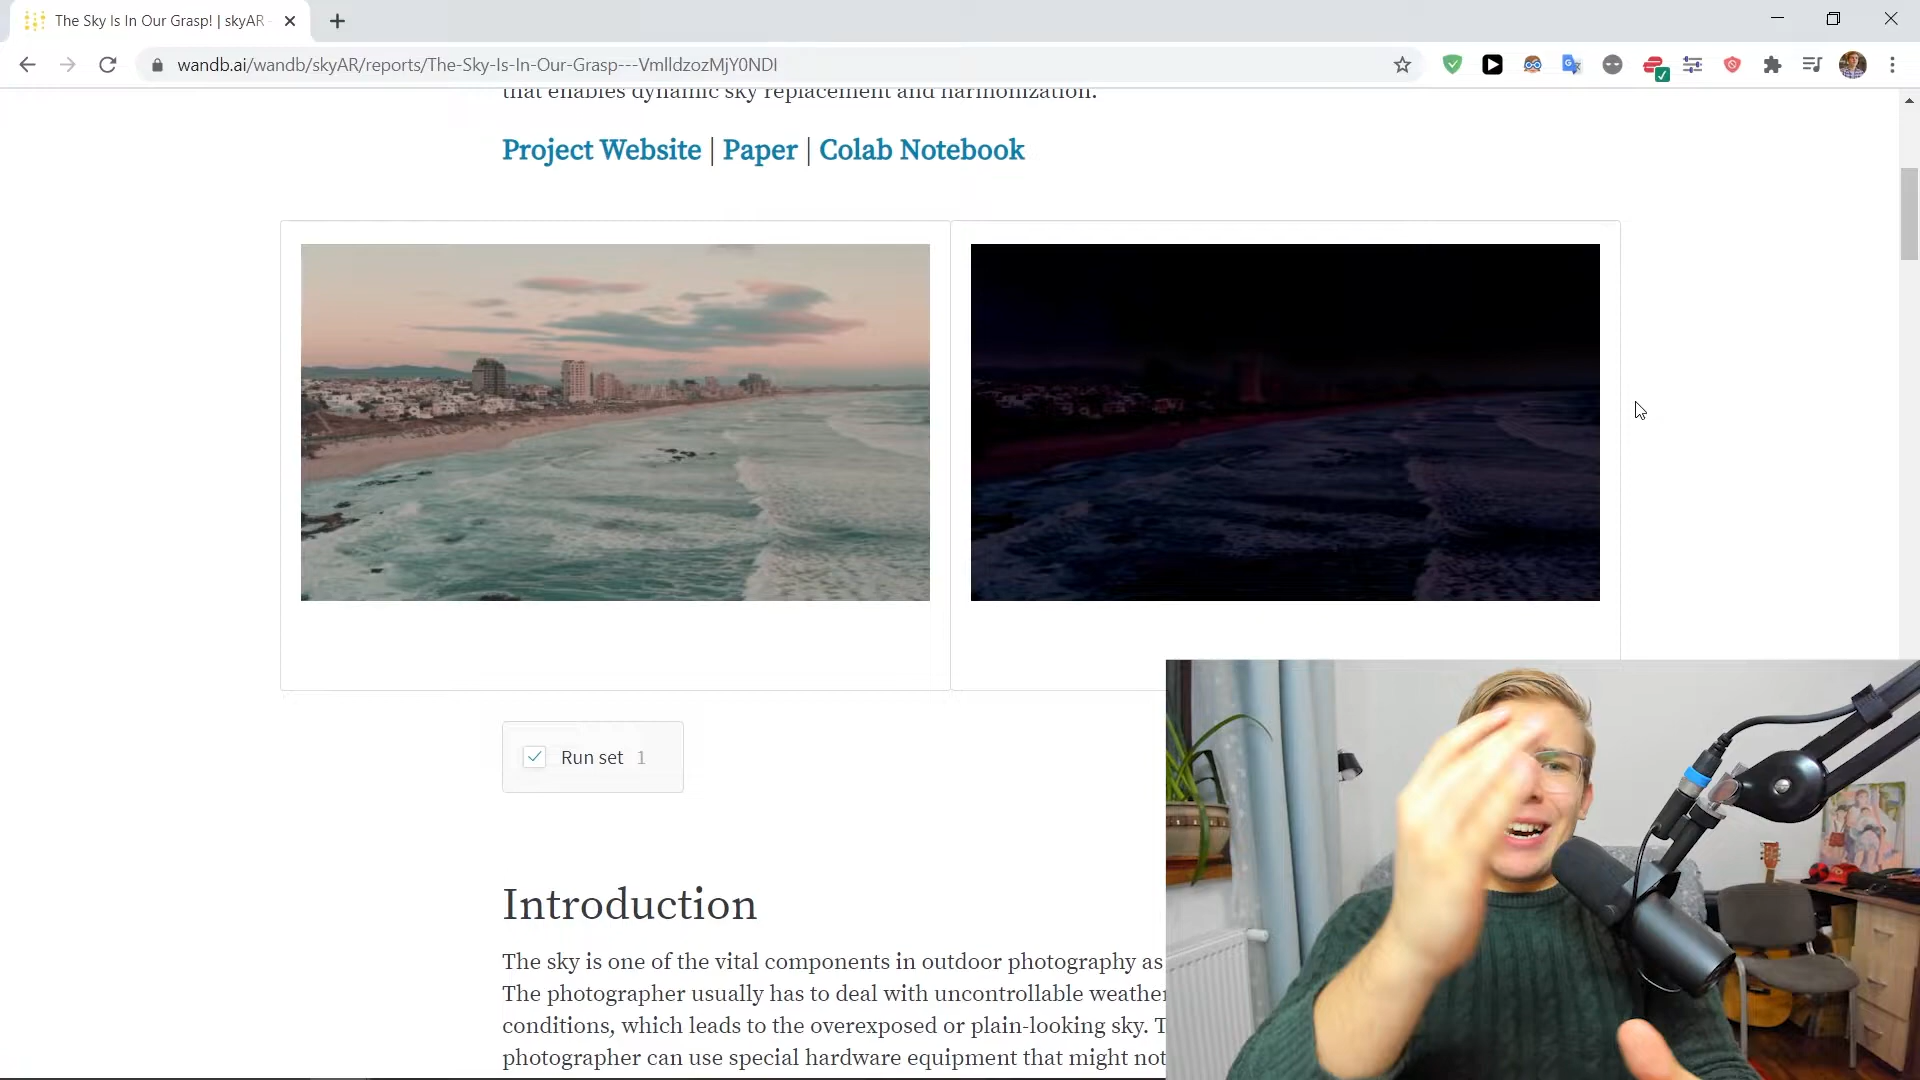 The Sky Is In Our Grasp! | skyAR -
wandb.ai/wandb/skyAR/reports/The-Sky-Is-In-Our-Grasp---VmlldzozMjY0NDI
that enables dynamic sky replacement and harmonization.
Project Website | Paper | Colab Notebook
Run set 1
Introduction
The sky is one of the vital components in outdoor photography as
The photographer usually has to deal with uncontrollable weather
conditions, which leads to the overexposed or plain-looking sky. T
photographer can use special hardware equipment that might not